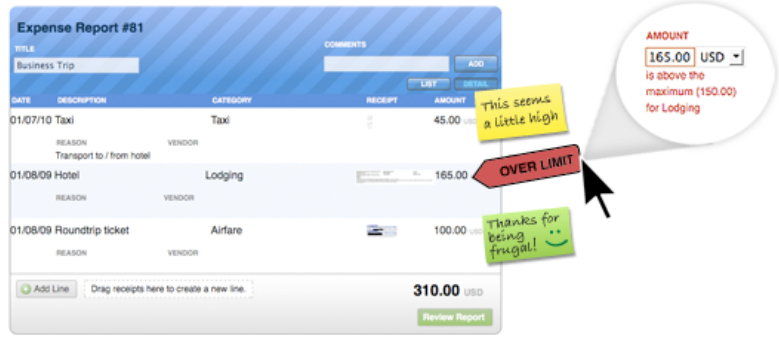 Expense Report #81
TITLE
COMMENTS
Business Trip
ADD
LIST DETAIL
DATE DESCRIPTION CATEGORY RECEIPT AMOUNT
01/07/10 Taxi Taxi 45.00 USD
REASON VENDOR
Transport to / from hotel
01/08/09 Hotel Lodging 165.00
REASON VENDOR
01/08/09 Roundtrip ticket Airfare 100.00 USD
REASON VENDOR
Add Line Drag receipts here to create a new line. 310.00 USD
Review Report
This seems
a little high
OVER LIMIT
Thanks for
being
frugal!
AMOUNT
165.00 USD
is above the
maximum (150.00)
for Lodging